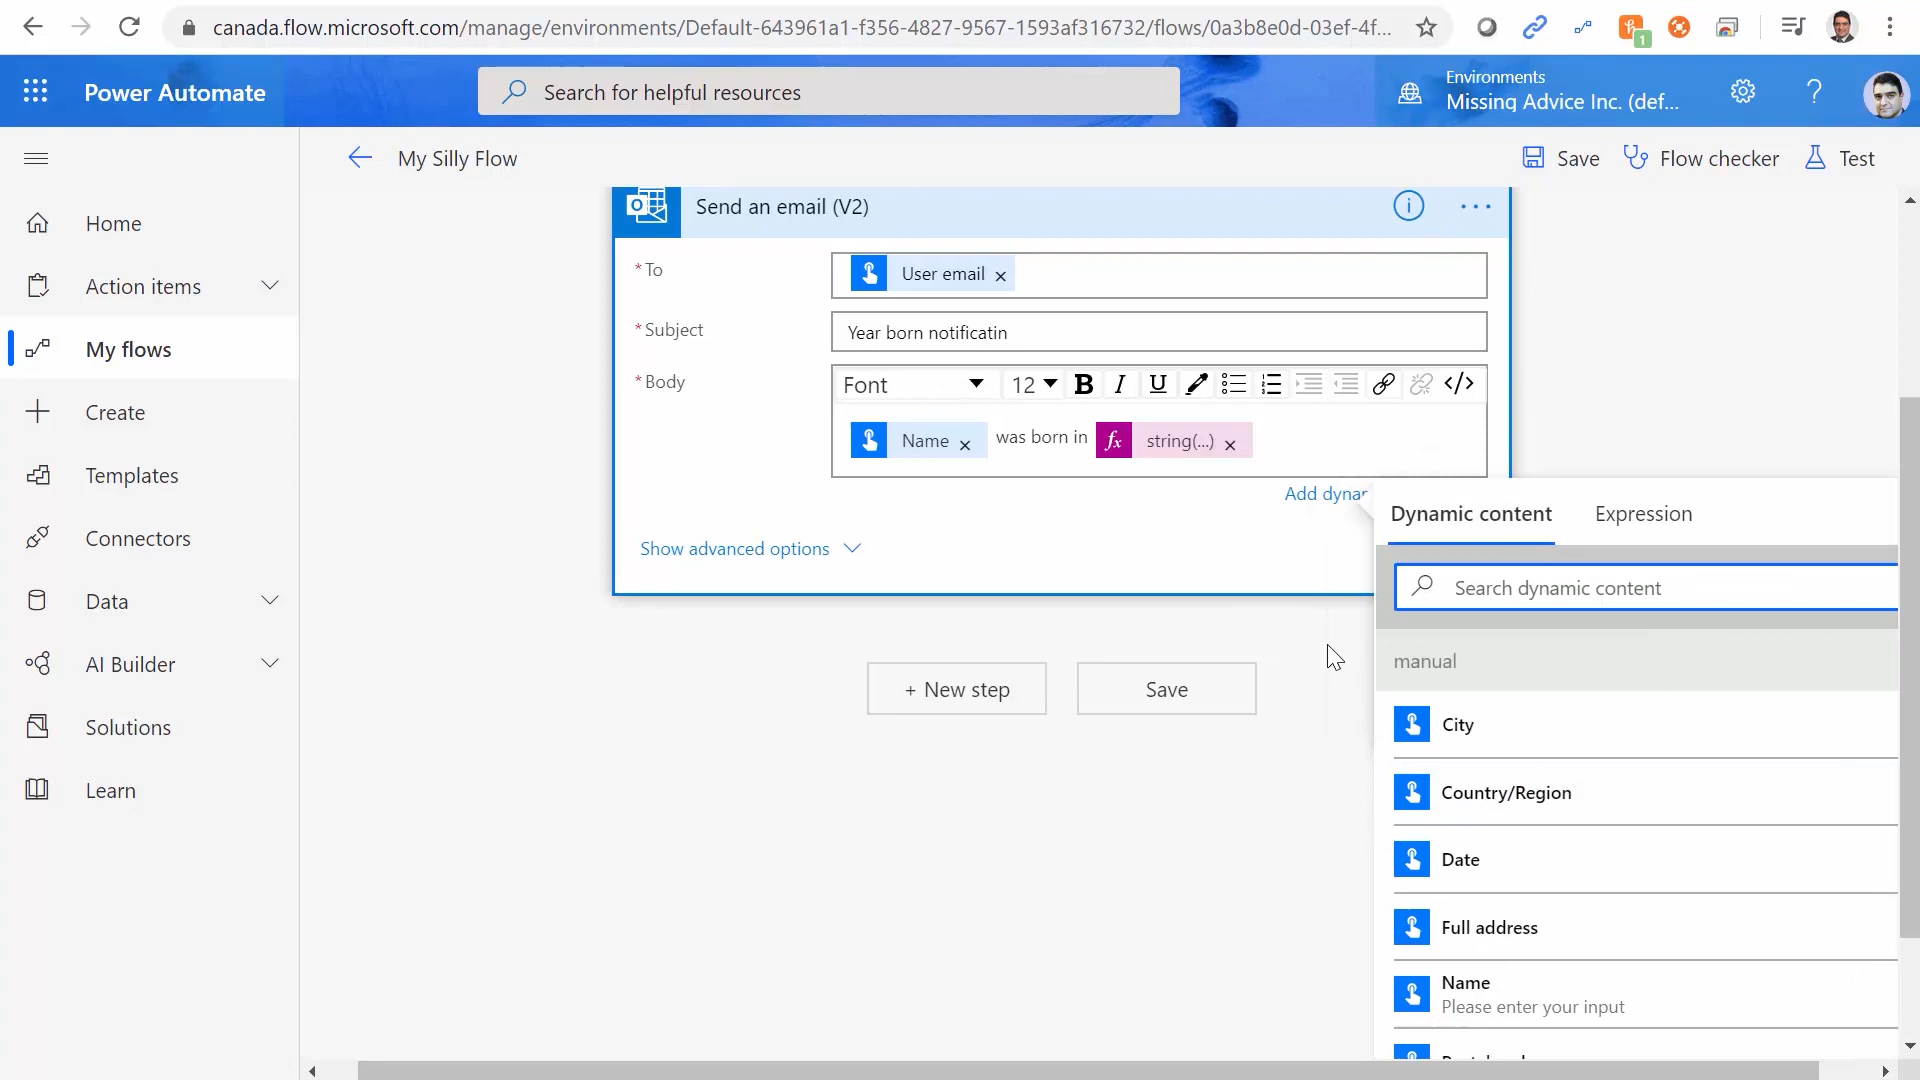 canada.flow.microsoft.com/manage/environments/Default-643961a1-f356-4827-9567-1593af316732/flows/0a3b8e0d-03ef-4f...
1
Power Automate
Search for helpful resources
Environments
Missing Advice Inc. (def...
?
My Silly Flow
Save
Flow checker
Test
Home
Action items
My flows
Create
Templates
Connectors
Data
AI Builder
Solutions
Learn
Send an email (V2)
* To
User email ×
* Subject
Year born notificatin
* Body
Font
12
B I U </>
Name × was born in fx string(...) ×
Add dynam
Show advanced options
+ New step
Save
Dynamic content
Expression
Search dynamic content
manual
City
Country/Region
Date
Full address
Name
Please enter your input